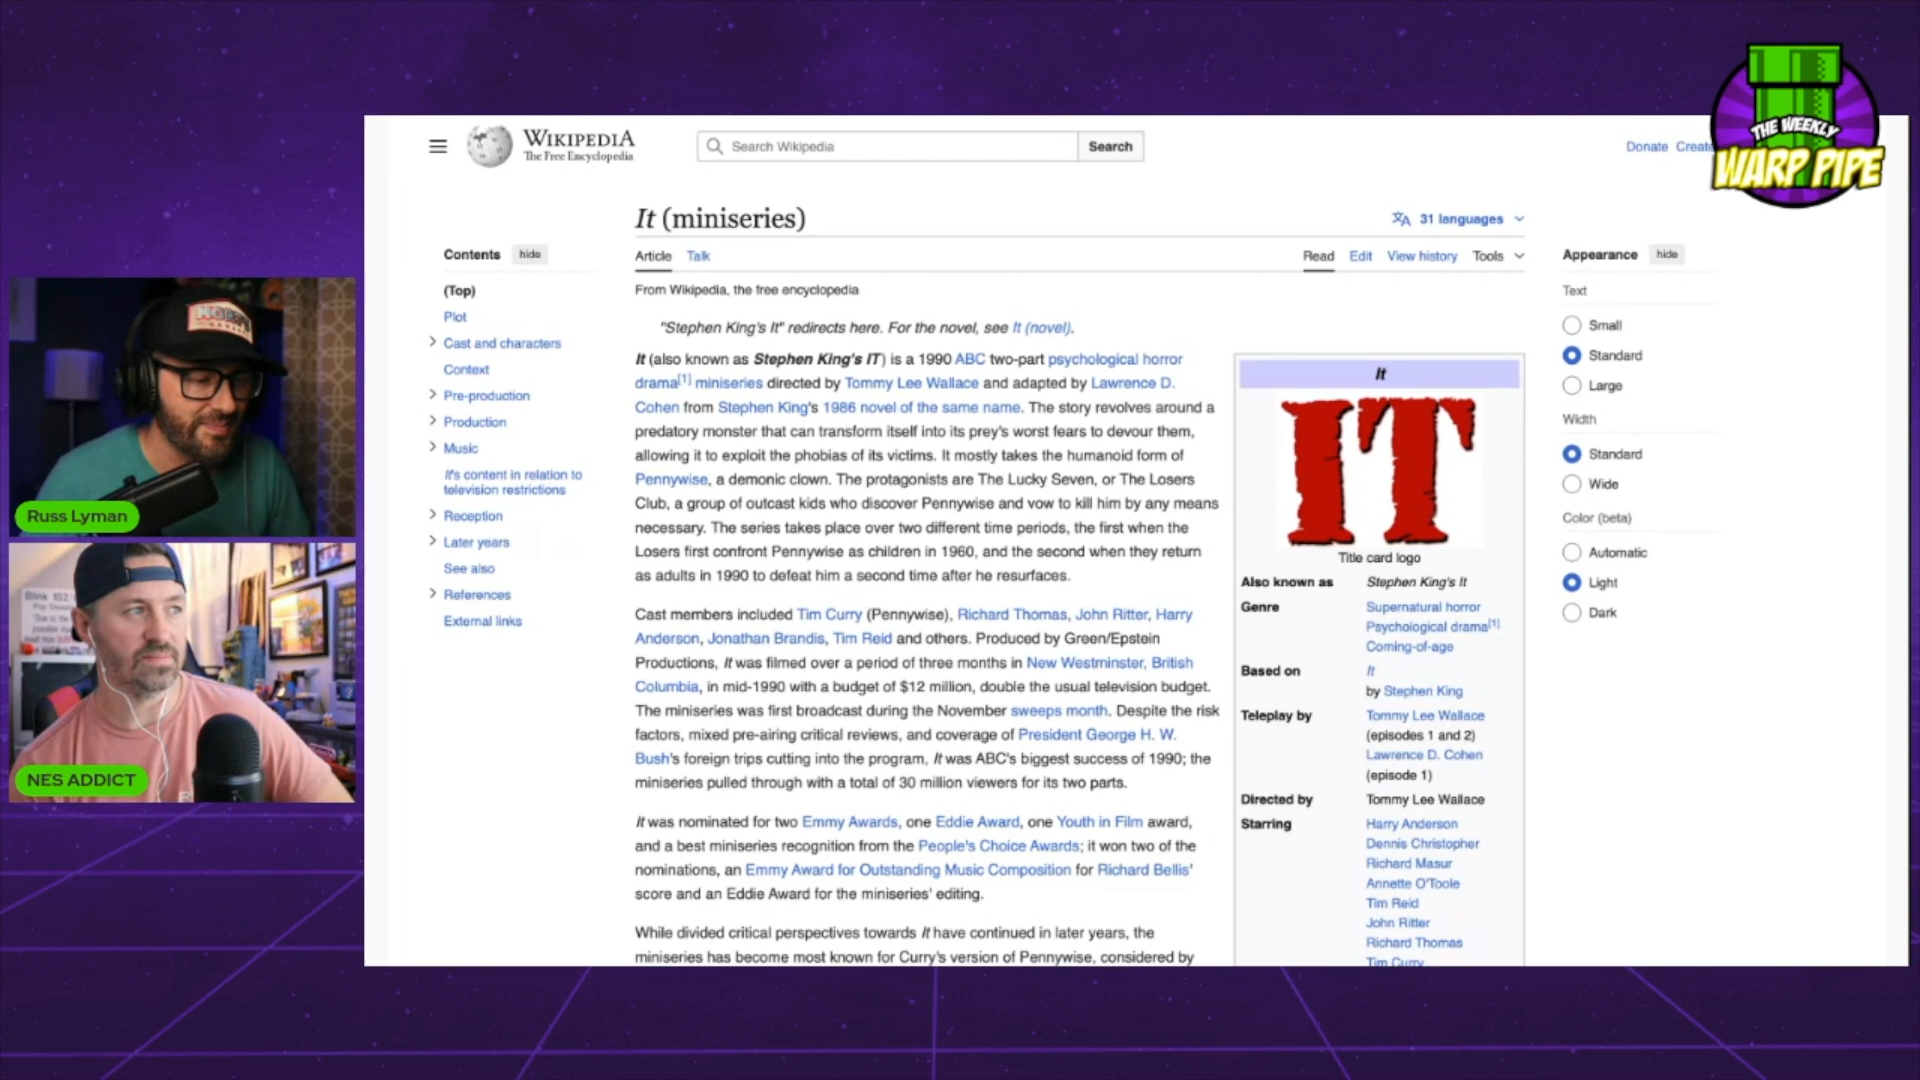 THE WEEKLY
WARP PIPE
WIKIPEDIA
The Free Encyclopedia
Search Wikipedia
Search
Donate Create
It (miniseries)
31 languages
Contents hide
Article Talk
Read Edit View history Tools
Appearance hide
(Top)
Plot
Cast and characters
Context
Pre-production
Production
Music
It's content in relation to
television restrictions
Reception
Later years
See also
References
External links
From Wikipedia, the free encyclopedia
"Stephen King's It" redirects here. For the novel, see It (novel).
It (also known as Stephen King's IT) is a 1990 ABC two-part psychological horror
drama[1] miniseries directed by Tommy Lee Wallace and adapted by Lawrence D.
Cohen from Stephen King's 1986 novel of the same name. The story revolves around a
predatory monster that can transform itself into its prey's worst fears to devour them,
allowing it to exploit the phobias of its victims. It mostly takes the humanoid form of
Pennywise, a demonic clown. The protagonists are The Lucky Seven, or The Losers
Club, a group of outcast kids who discover Pennywise and vow to kill him by any means
necessary. The series takes place over two different time periods, the first when the
Losers first confront Pennywise as children in 1960, and the second when they return
as adults in 1990 to defeat him a second time after he resurfaces.
Cast members included Tim Curry (Pennywise), Richard Thomas, John Ritter, Harry
Anderson, Jonathan Brandis, Tim Reid and others. Produced by Green/Epstein
Productions, It was filmed over a period of three months in New Westminster, British
Columbia, in mid-1990 with a budget of $12 million, double the usual television budget.
The miniseries was first broadcast during the November sweeps month. Despite the risk
factors, mixed pre-airing critical reviews, and coverage of President George H. W.
Bush's foreign trips cutting into the program, It was ABC's biggest success of 1990; the
miniseries pulled through with a total of 30 million viewers for its two parts.
It was nominated for two Emmy Awards, one Eddie Award, one Youth in Film award,
and a best miniseries recognition from the People's Choice Awards; it won two of the
nominations, an Emmy Award for Outstanding Music Composition for Richard Bellis'
score and an Eddie Award for the miniseries' editing.
While divided critical perspectives towards It have continued in later years, the
miniseries has become most known for Curry's version of Pennywise, considered by
It
IT
Title card logo
Also known as Stephen King's It
Genre Supernatural horror
Psychological drama[1]
Coming-of-age
Based on It
by Stephen King
Teleplay by Tommy Lee Wallace
(episodes 1 and 2)
Lawrence D. Cohen
(episode 1)
Directed by Tommy Lee Wallace
Starring Harry Anderson
Dennis Christopher
Richard Masur
Annette O'Toole
Tim Reid
John Ritter
Richard Thomas
Tim Curry
Text
Small
Standard
Large
Width
Standard
Wide
Color (beta)
Automatic
Light
Dark
Russ Lyman
Blink 182
NES ADDICT